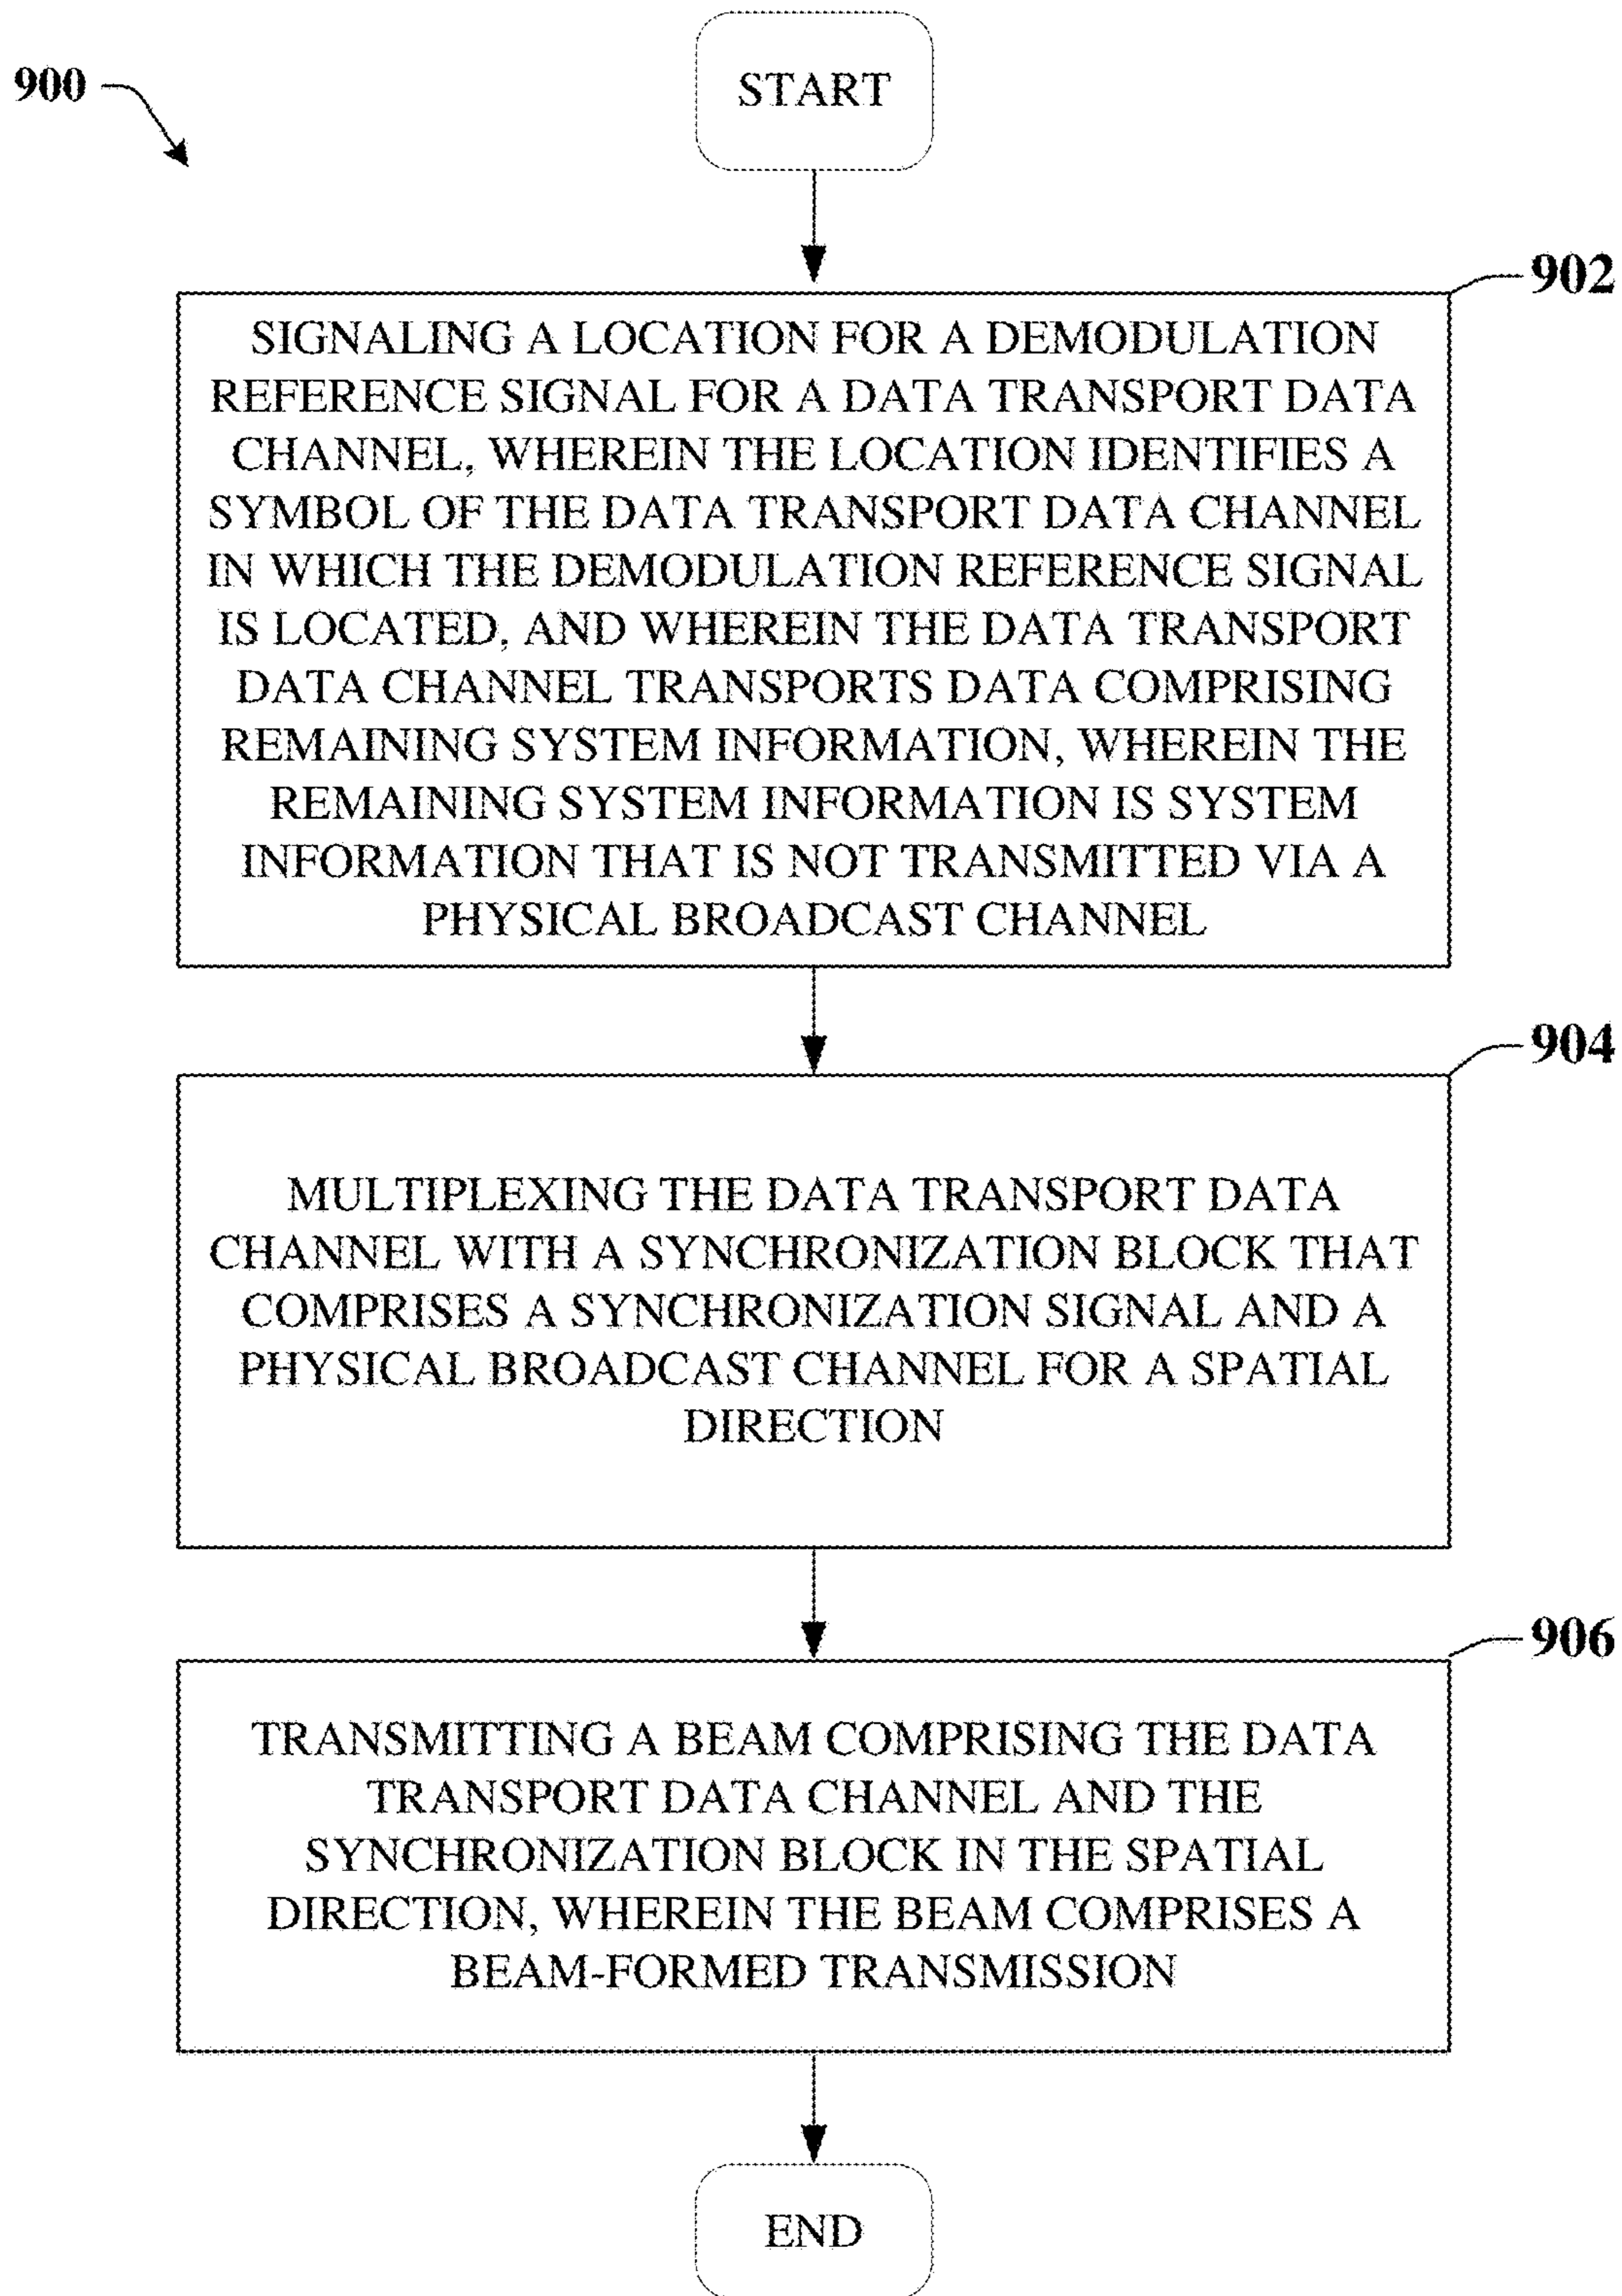 900
START
902
SIGNALING A LOCATION FOR A DEMODULATION
REFERENCE SIGNAL FOR A DATA TRANSPORT DATA
CHANNEL, WHEREIN THE LOCATION IDENTIFIES A
SYMBOL OF THE DATA TRANSPORT DATA CHANNEL
IN WHICH THE DEMODULATION REFERENCE SIGNAL
IS LOCATED, AND WHEREIN THE DATA TRANSPORT
DATA CHANNEL TRANSPORTS DATA COMPRISING
REMAINING SYSTEM INFORMATION, WHEREIN THE
REMAINING SYSTEM INFORMATION IS SYSTEM
INFORMATION THAT IS NOT TRANSMITTED VIA A
PHYSICAL BROADCAST CHANNEL
904
MULTIPLEXING THE DATA TRANSPORT DATA
CHANNEL WITH A SYNCHRONIZATION BLOCK THAT
COMPRISES A SYNCHRONIZATION SIGNAL AND A
PHYSICAL BROADCAST CHANNEL FOR A SPATIAL
DIRECTION
906
TRANSMITTING A BEAM COMPRISING THE DATA
TRANSPORT DATA CHANNEL AND THE
SYNCHRONIZATION BLOCK IN THE SPATIAL
DIRECTION, WHEREIN THE BEAM COMPRISES A
BEAM-FORMED TRANSMISSION
END